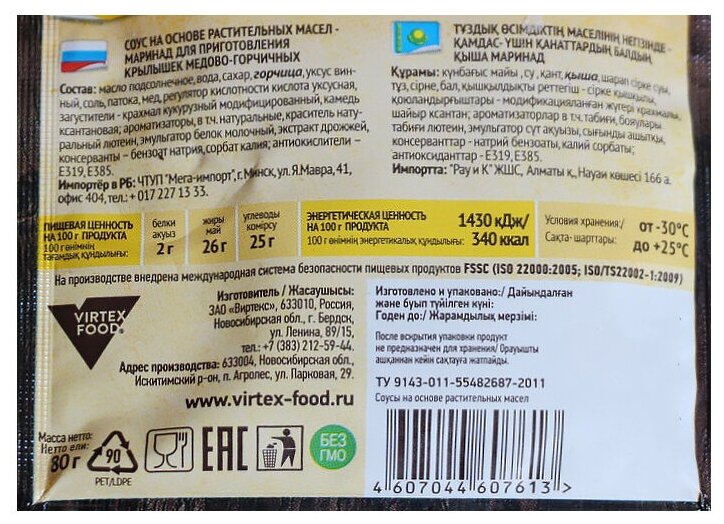 СОУС НА ОСНОВЕ РАСТИТЕЛЬНЫХ МАСЕЛ -
МАРИНАД ДЛЯ ПРИГОТОВЛЕНИЯ
КРЫЛЫШЕК МЕДОВО-ГОРЧИЧНЫХ
Состав: масло подсолнечное, вода, сахар, горчица, уксус вин-
ный, соль, патока, мед, регулятор кислотности кислота уксусная,
загустители - крахмал кукурузный модифицированный, камедь
ксантановая; ароматизаторы, в т.ч. натуральные, краситель нату-
ральный лютеин, эмульгатор белок молочный, экстракт дрожжей,
консерванты – бензоат натрия, сорбат калия; антиокислители –
Е319, Е385.
Импортёр в РБ: ЧТУП "Мега-импорт", г. Минск, ул. Я.Мавра, 41,
офис 404, тел.: + 017 227 13 33.
ТҰЗДЫҚ ӨСІМДІКТІҢ МАСЕЛІНІҢ НЕГІЗІНДЕ -
ҚАМДАС- ҮШІН ҚАНАТТАРДЫҢ БАЛДЫҢ
ҚЫША МАРИНАД
Құрамы: күнбағыс майы , су , қант, қыша, шарап сірке суы,
тұз, сірне, бал, қышқылдықты реттегіш - сірке қышқылы,
қоюландырғыштары - модификацияланған жүгері крахмалы,
шайыр ксантан; ароматизаторлар в т.ч. табиғи, бояулары
табиғи лютеин, эмульгатор сүт ақуызы, сығынды ашытқы,
консерванттар - натрий бензоаты, калий сорбаты;
антиоксиданттар - Е319, Е385.
Импортта: "Рау и К" ЖШС, Алматы қ., Науаи көшесі 166 а.
ПИЩЕВАЯ ЦЕННОСТЬ
НА 100 Г ПРОДУКТА
100 гөнімнің
тағамдық құндылығы:
белки
ақуыз
2 г
жиры
май
26 г
углеводы
көмірсу
25 г
ЭНЕРГЕТИЧЕСКАЯ ЦЕННОСТЬ
НА 100 Г ПРОДУКТА
100 г өнімнің энергетикалық құндылығы:
1430 кДж/
340 ккал
Условия хранения/
Сақта- шарттары:
от -30°С
до +25°С
На производстве внедрена международная система безопасности пищевых продуктов FSSC (ISO 22000:2005; ISO/TS22002-1:2009)
VIRTEX
FOOD
Изготовитель / Жасаушысы:
ЗАО «Виртекс», 633010, Россия,
Новосибирская обл., г. Бердск,
ул. Ленина, 89/15,
тел.: +7 (383) 212-59-44.
Адрес производства: 633004, Новосибирская обл.,
Искитимский р-он, п. Агролес, ул. Парковая, 29.
www.virtex-food.ru
Изготовлено и упаковано:/ Дайындалған
және буып түйілген күні:
Годен до:/ Жарамдылық мерзімі:
После вскрытия упаковки продукт
не предназначен для хранения/ Орауышты
ашқаннан кейін сақтауға жатпайды.
ТУ 9143-011-55482687-2011
Соусы на основе растительных масел
Масса нетто:
Нетто елі:
80 г
90
PET/LDPE
EAC
БЕЗ
ГМО
4 607044 607613 >